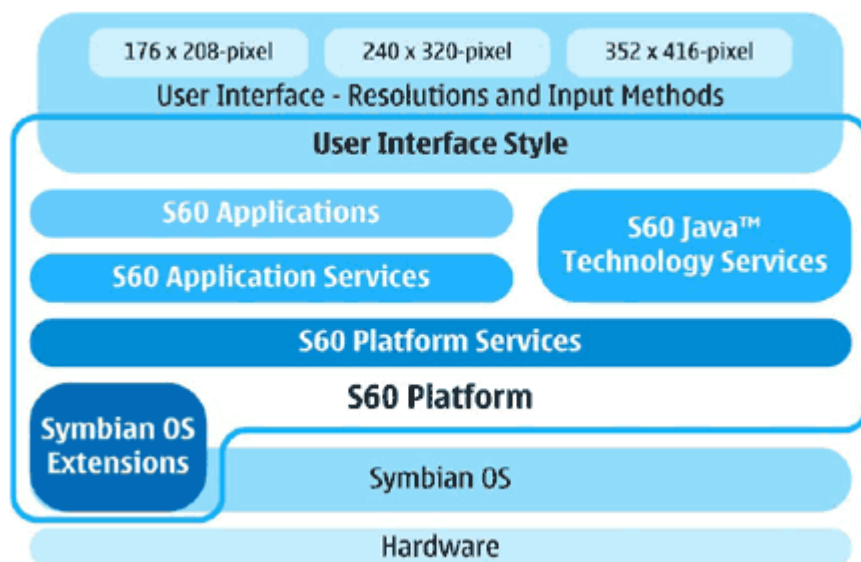 176 x 208-pixel
240 x 320-pixel
352 x 416-pixel
User Interface - Resolutions and Input Methods
User Interface Style
S60 Applications
S60 Java™
Technology Services
S60 Application Services
S60 Platform Services
S60 Platform
Symbian OS
Extensions
Symbian OS
Hardware